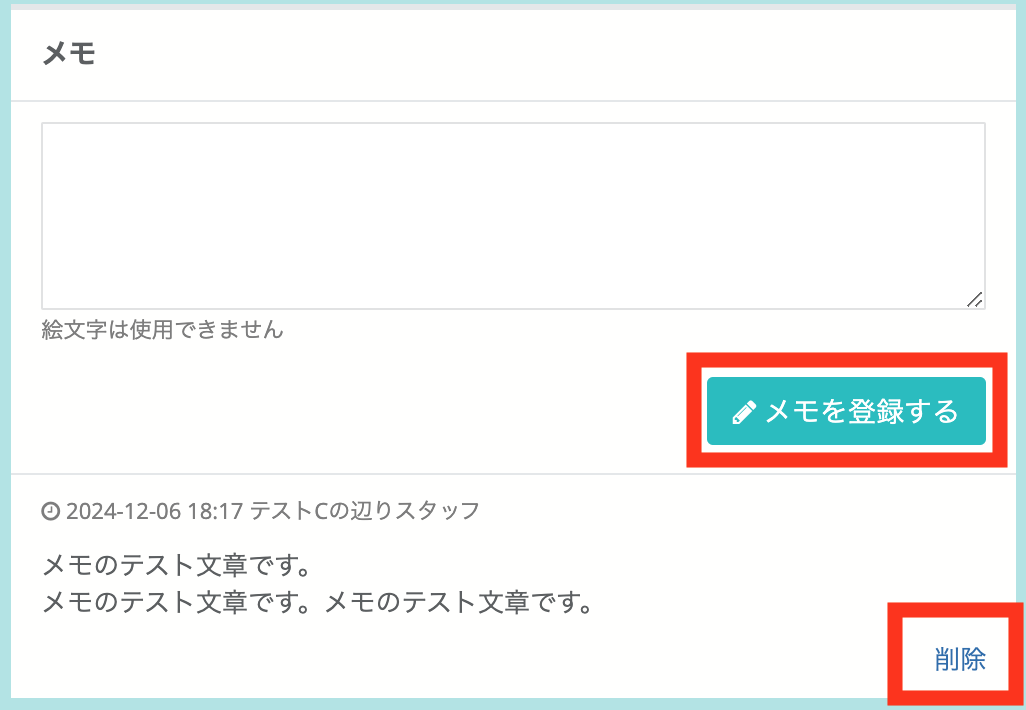 メモ
絵文字は使用できません
メモを登録する
2024-12-06 18:17 テストCの辺りスタッフ
メモのテスト文章です。
メモのテスト文章です。メモのテスト文章です。
削除